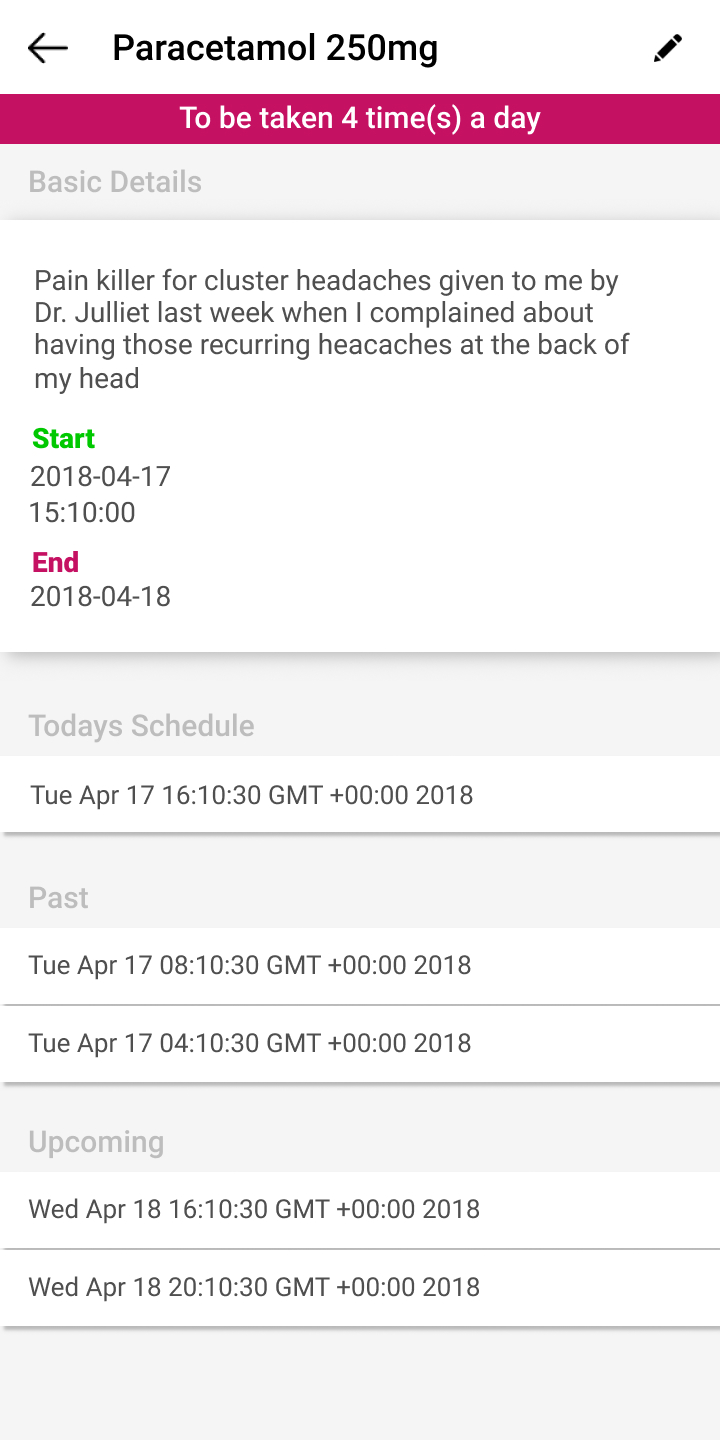 Paracetamol 250mg
To be taken 4 time(s) a day
Basic Details
Pain killer for cluster headaches given to me by
Dr. Julliet last week when I complained about
having those recurring heacaches at the back of
my head
Start
2018-04-17
15:10:00
End
2018-04-18
Todays Schedule
Tue Apr 17 16:10:30 GMT +00:00 2018
Past
Tue Apr 17 08:10:30 GMT +00:00 2018
Tue Apr 17 04:10:30 GMT +00:00 2018
Upcoming
Wed Apr 18 16:10:30 GMT +00:00 2018
Wed Apr 18 20:10:30 GMT +00:00 2018